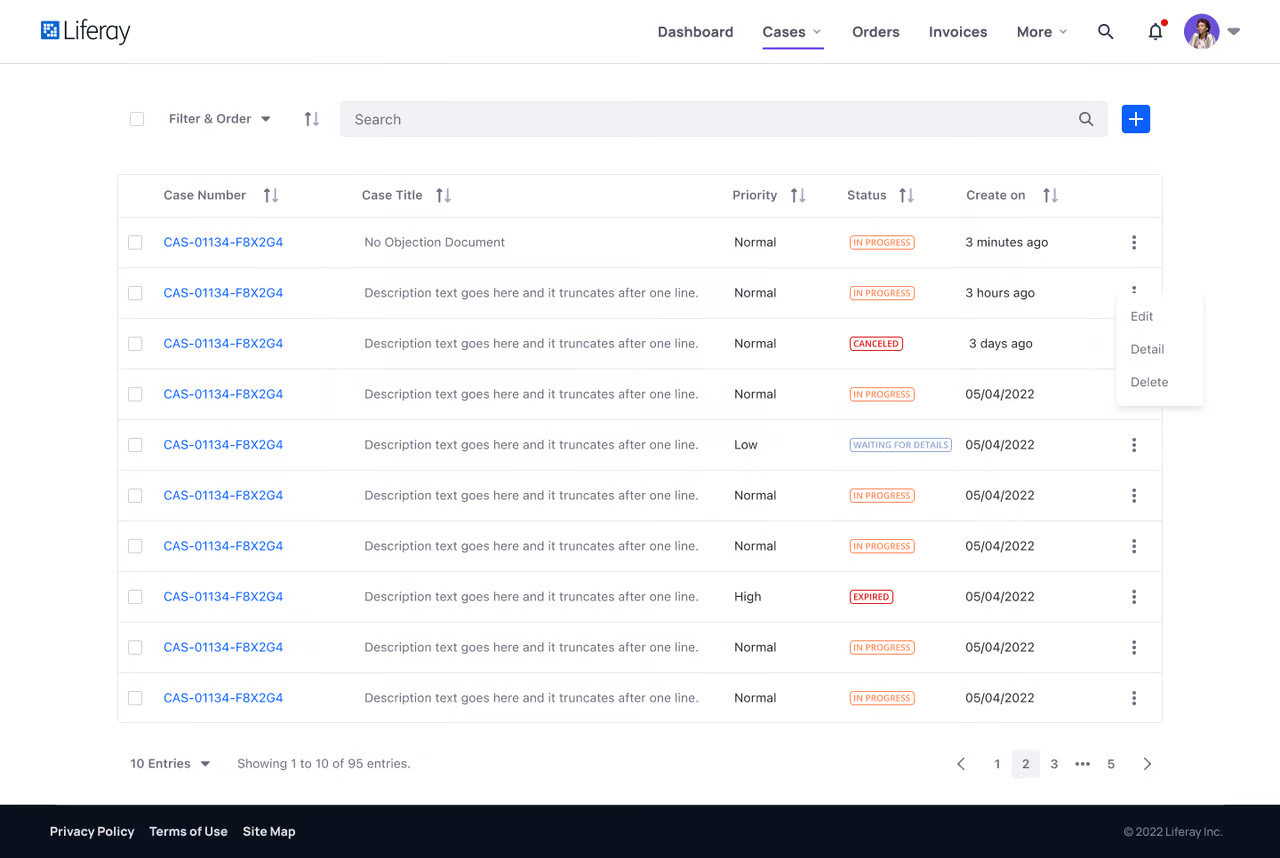 Liferay Dashboard Cases Orders Invoices More
Filter & Order Search
Case Number Case Title Priority Status Create on
CAS-01134-F8X2G4 No Objection Document Normal IN PROGRESS 3 minutes ago
CAS-01134-F8X2G4 Description text goes here and it truncates after one line. Normal IN PROGRESS 3 hours ago
Edit
CAS-01134-F8X2G4 Description text goes here and it truncates after one line. Normal CANCELED 3 days ago
Detail
Delete
CAS-01134-F8X2G4 Description text goes here and it truncates after one line. Normal IN PROGRESS 05/04/2022
CAS-01134-F8X2G4 Description text goes here and it truncates after one line. Low WAITING FOR DETAILS 05/04/2022
CAS-01134-F8X2G4 Description text goes here and it truncates after one line. Normal IN PROGRESS 05/04/2022
CAS-01134-F8X2G4 Description text goes here and it truncates after one line. Normal IN PROGRESS 05/04/2022
CAS-01134-F8X2G4 Description text goes here and it truncates after one line. High EXPIRED 05/04/2022
CAS-01134-F8X2G4 Description text goes here and it truncates after one line. Normal IN PROGRESS 05/04/2022
CAS-01134-F8X2G4 Description text goes here and it truncates after one line. Normal IN PROGRESS 05/04/2022
10 Entries Showing 1 to 10 of 95 entries. 1 2 3 ••• 5
Privacy Policy Terms of Use Site Map © 2022 Liferay Inc.